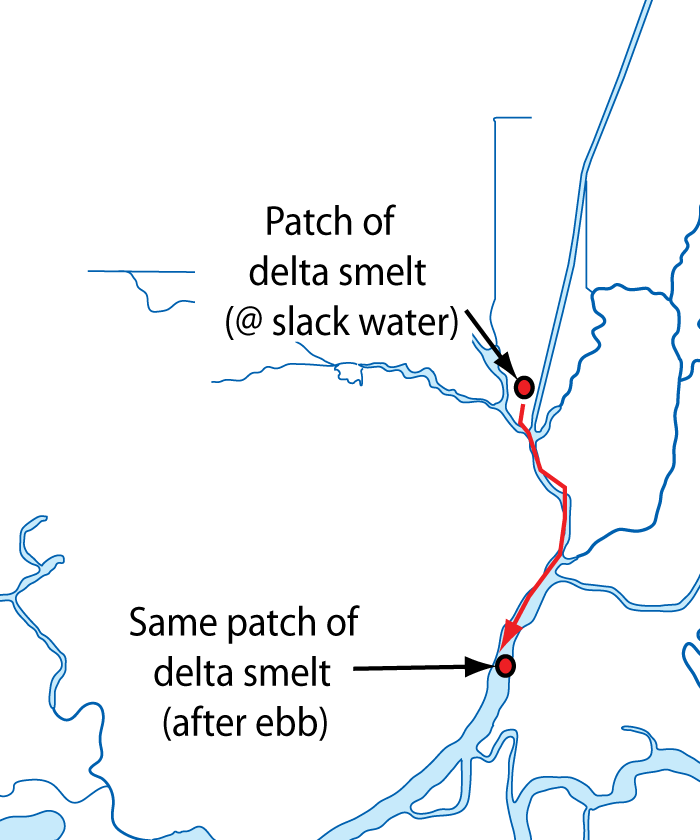 Patch of
delta smelt
(@ slack water)
Same patch of
delta smelt
(after ebb)